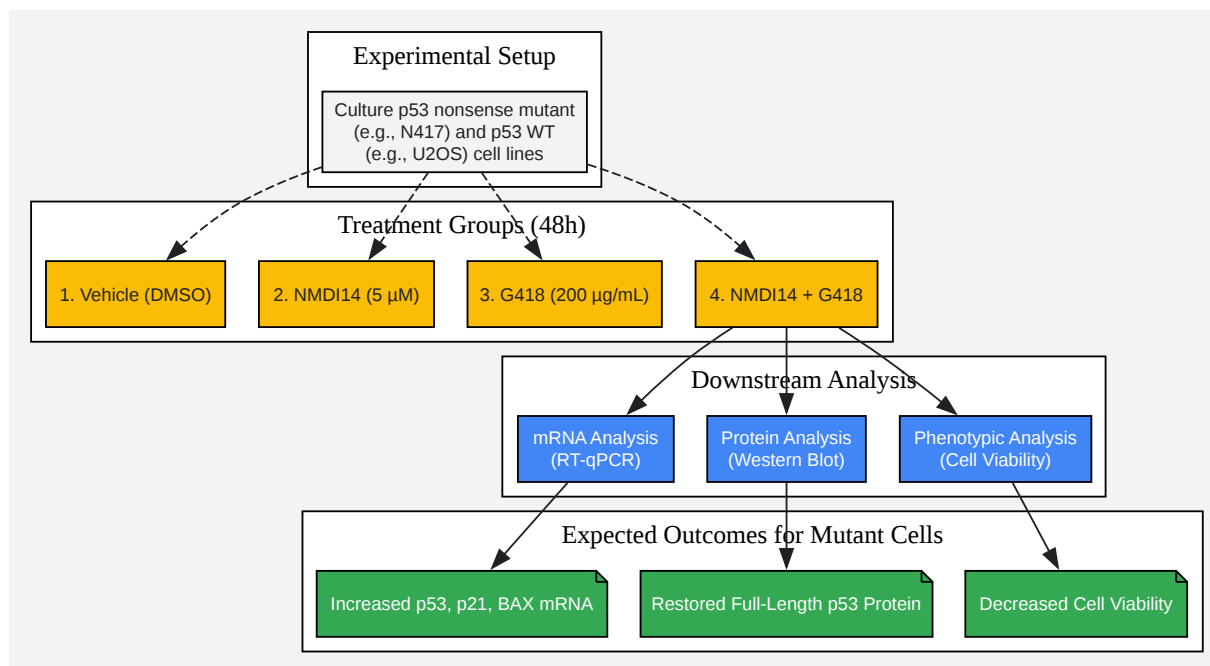 Experimental Setup
Culture p53 nonsense mutant
(e.g., N417) and p53 WT
(e.g., U2OS) cell lines
Treatment Groups (48h)
1. Vehicle (DMSO)
2. NMDI14 (5 µM)
3. G418 (200 µg/mL)
4. NMDI14 + G418
Downstream Analysis
mRNA Analysis
(RT-qPCR)
Protein Analysis
(Western Blot)
Phenotypic Analysis
(Cell Viability)
Expected Outcomes for Mutant Cells
Increased p53, p21, BAX mRNA
Restored Full-Length p53 Protein
Decreased Cell Viability